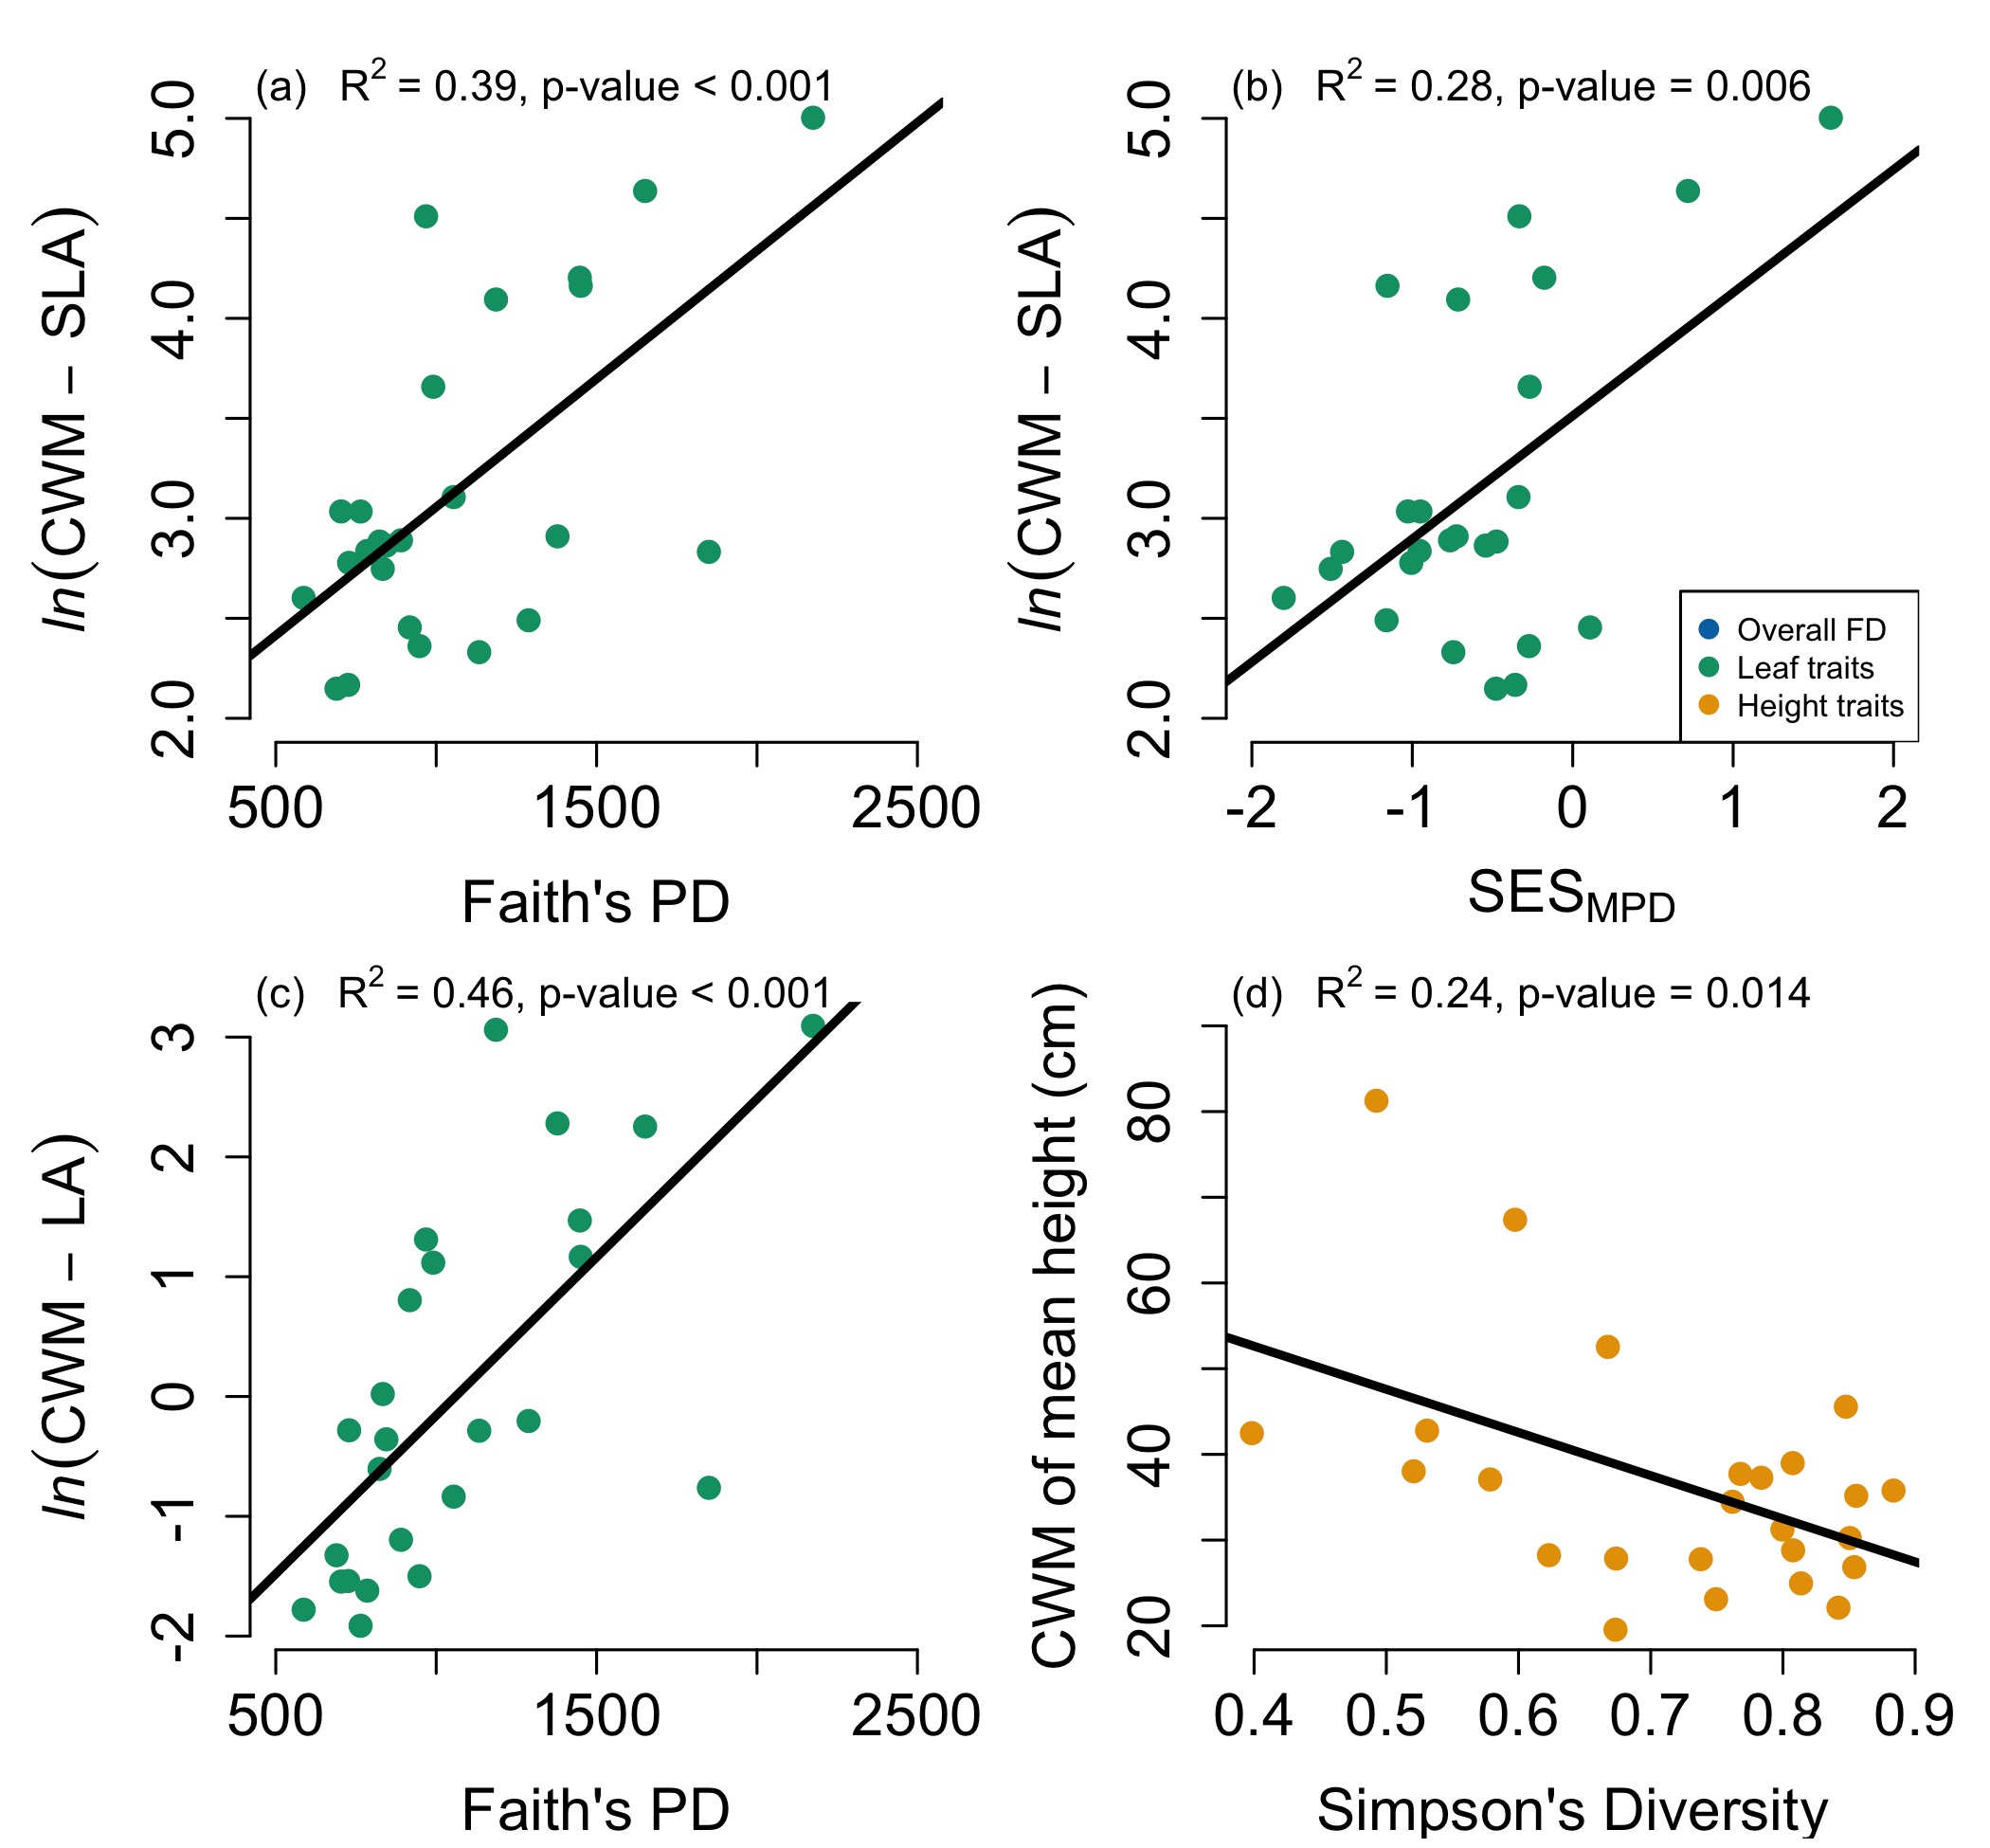 (a) R2 = 0.39, p-value < 0.001
ln(CWM – SLA)
5.0
4.0
3.0
2.0
500 1500 2500
Faith's PD
(b) R2 = 0.28, p-value = 0.006
ln(CWM – SLA)
5.0
4.0
3.0
2.0
Overall FD
Leaf traits
Height traits
-2 -1 0 1 2
SESMPD
(c) R2 = 0.46, p-value < 0.001
ln(CWM – LA)
3
2
1
0
-1
-2
500 1500 2500
Faith's PD
(d) R2 = 0.24, p-value = 0.014
CWM of mean height (cm)
80
60
40
20
0.4 0.5 0.6 0.7 0.8 0.9
Simpson's Diversity